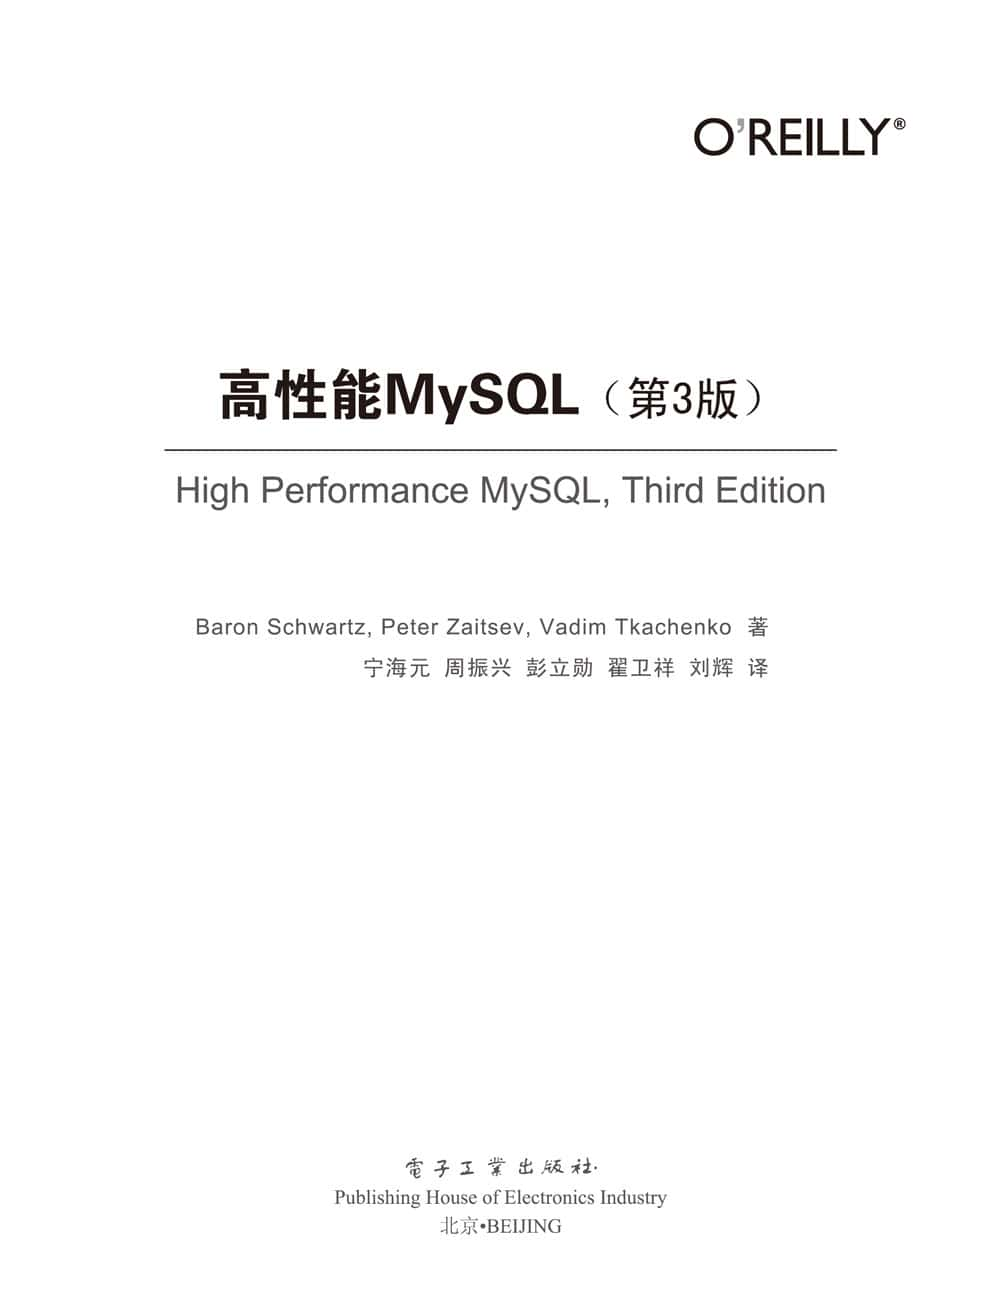 O'REILLY®
高性能MySQL（第3版）
High Performance MySQL, Third Edition
Baron Schwartz, Peter Zaitsev, Vadim Tkachenko 著
宁海元 周振兴 彭立勋 翟卫祥 刘辉 译
電子工業出版社·
Publishing House of Electronics Industry
北京•BEIJING